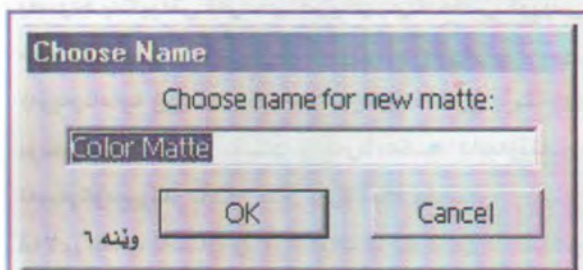 Choose Name
Choose name for new matte:
Color Matte
OK
Cancel
وێنه ٦